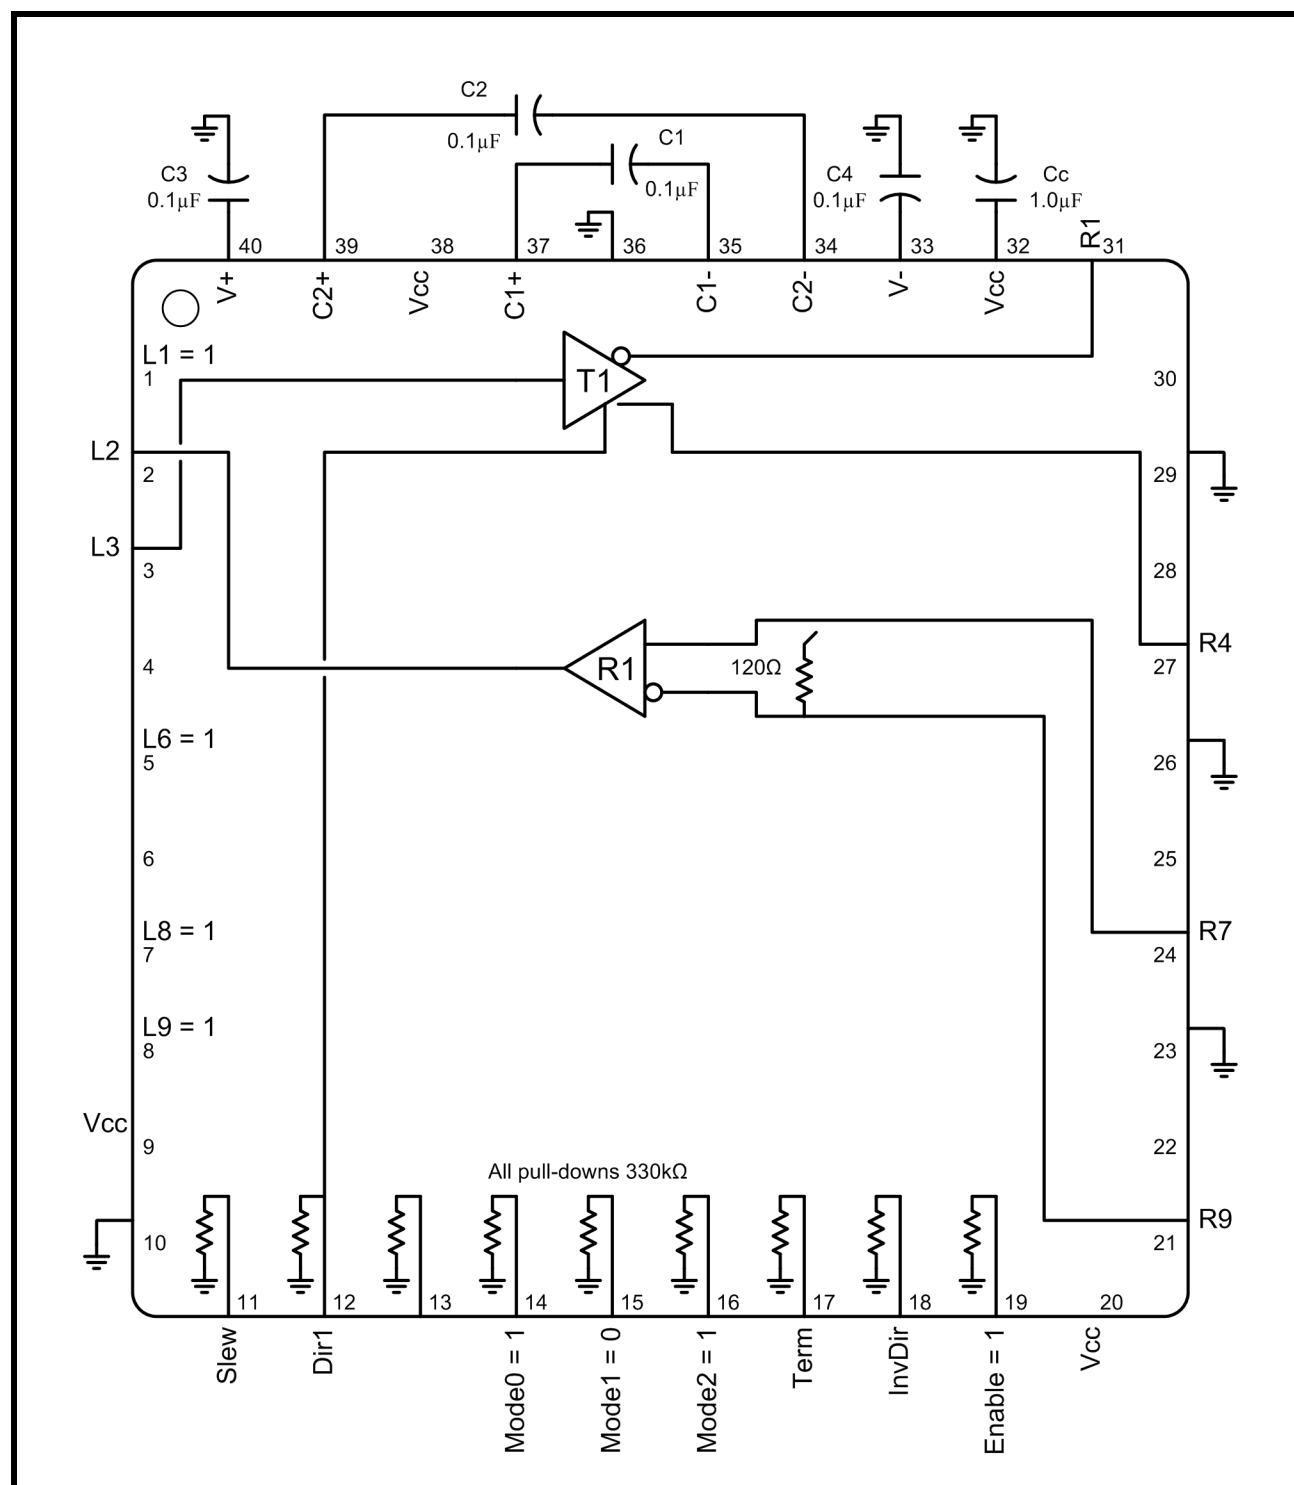 C2
0.1µF
C1
0.1µF
C3
0.1µF
C4
0.1µF
Cc
1.0µF
R1
40
39
38
37
36
35
34
33
32
31
V+
C2+
Vcc
C1+
C1-
C2-
V-
Vcc
L1 = 1
1
T1
30
L2
2
29
L3
3
28
R4
27
4
R1
120Ω
L6 = 1
5
26
6
25
L8 = 1
7
R7
24
L9 = 1
8
23
Vcc
9
22
All pull-downs 330kΩ
10
R9
21
11
12
13
14
15
16
17
18
19
20
Slew
Dir1
Mode0 = 1
Mode1 = 0
Mode2 = 1
Term
InvDir
Enable = 1
Vcc